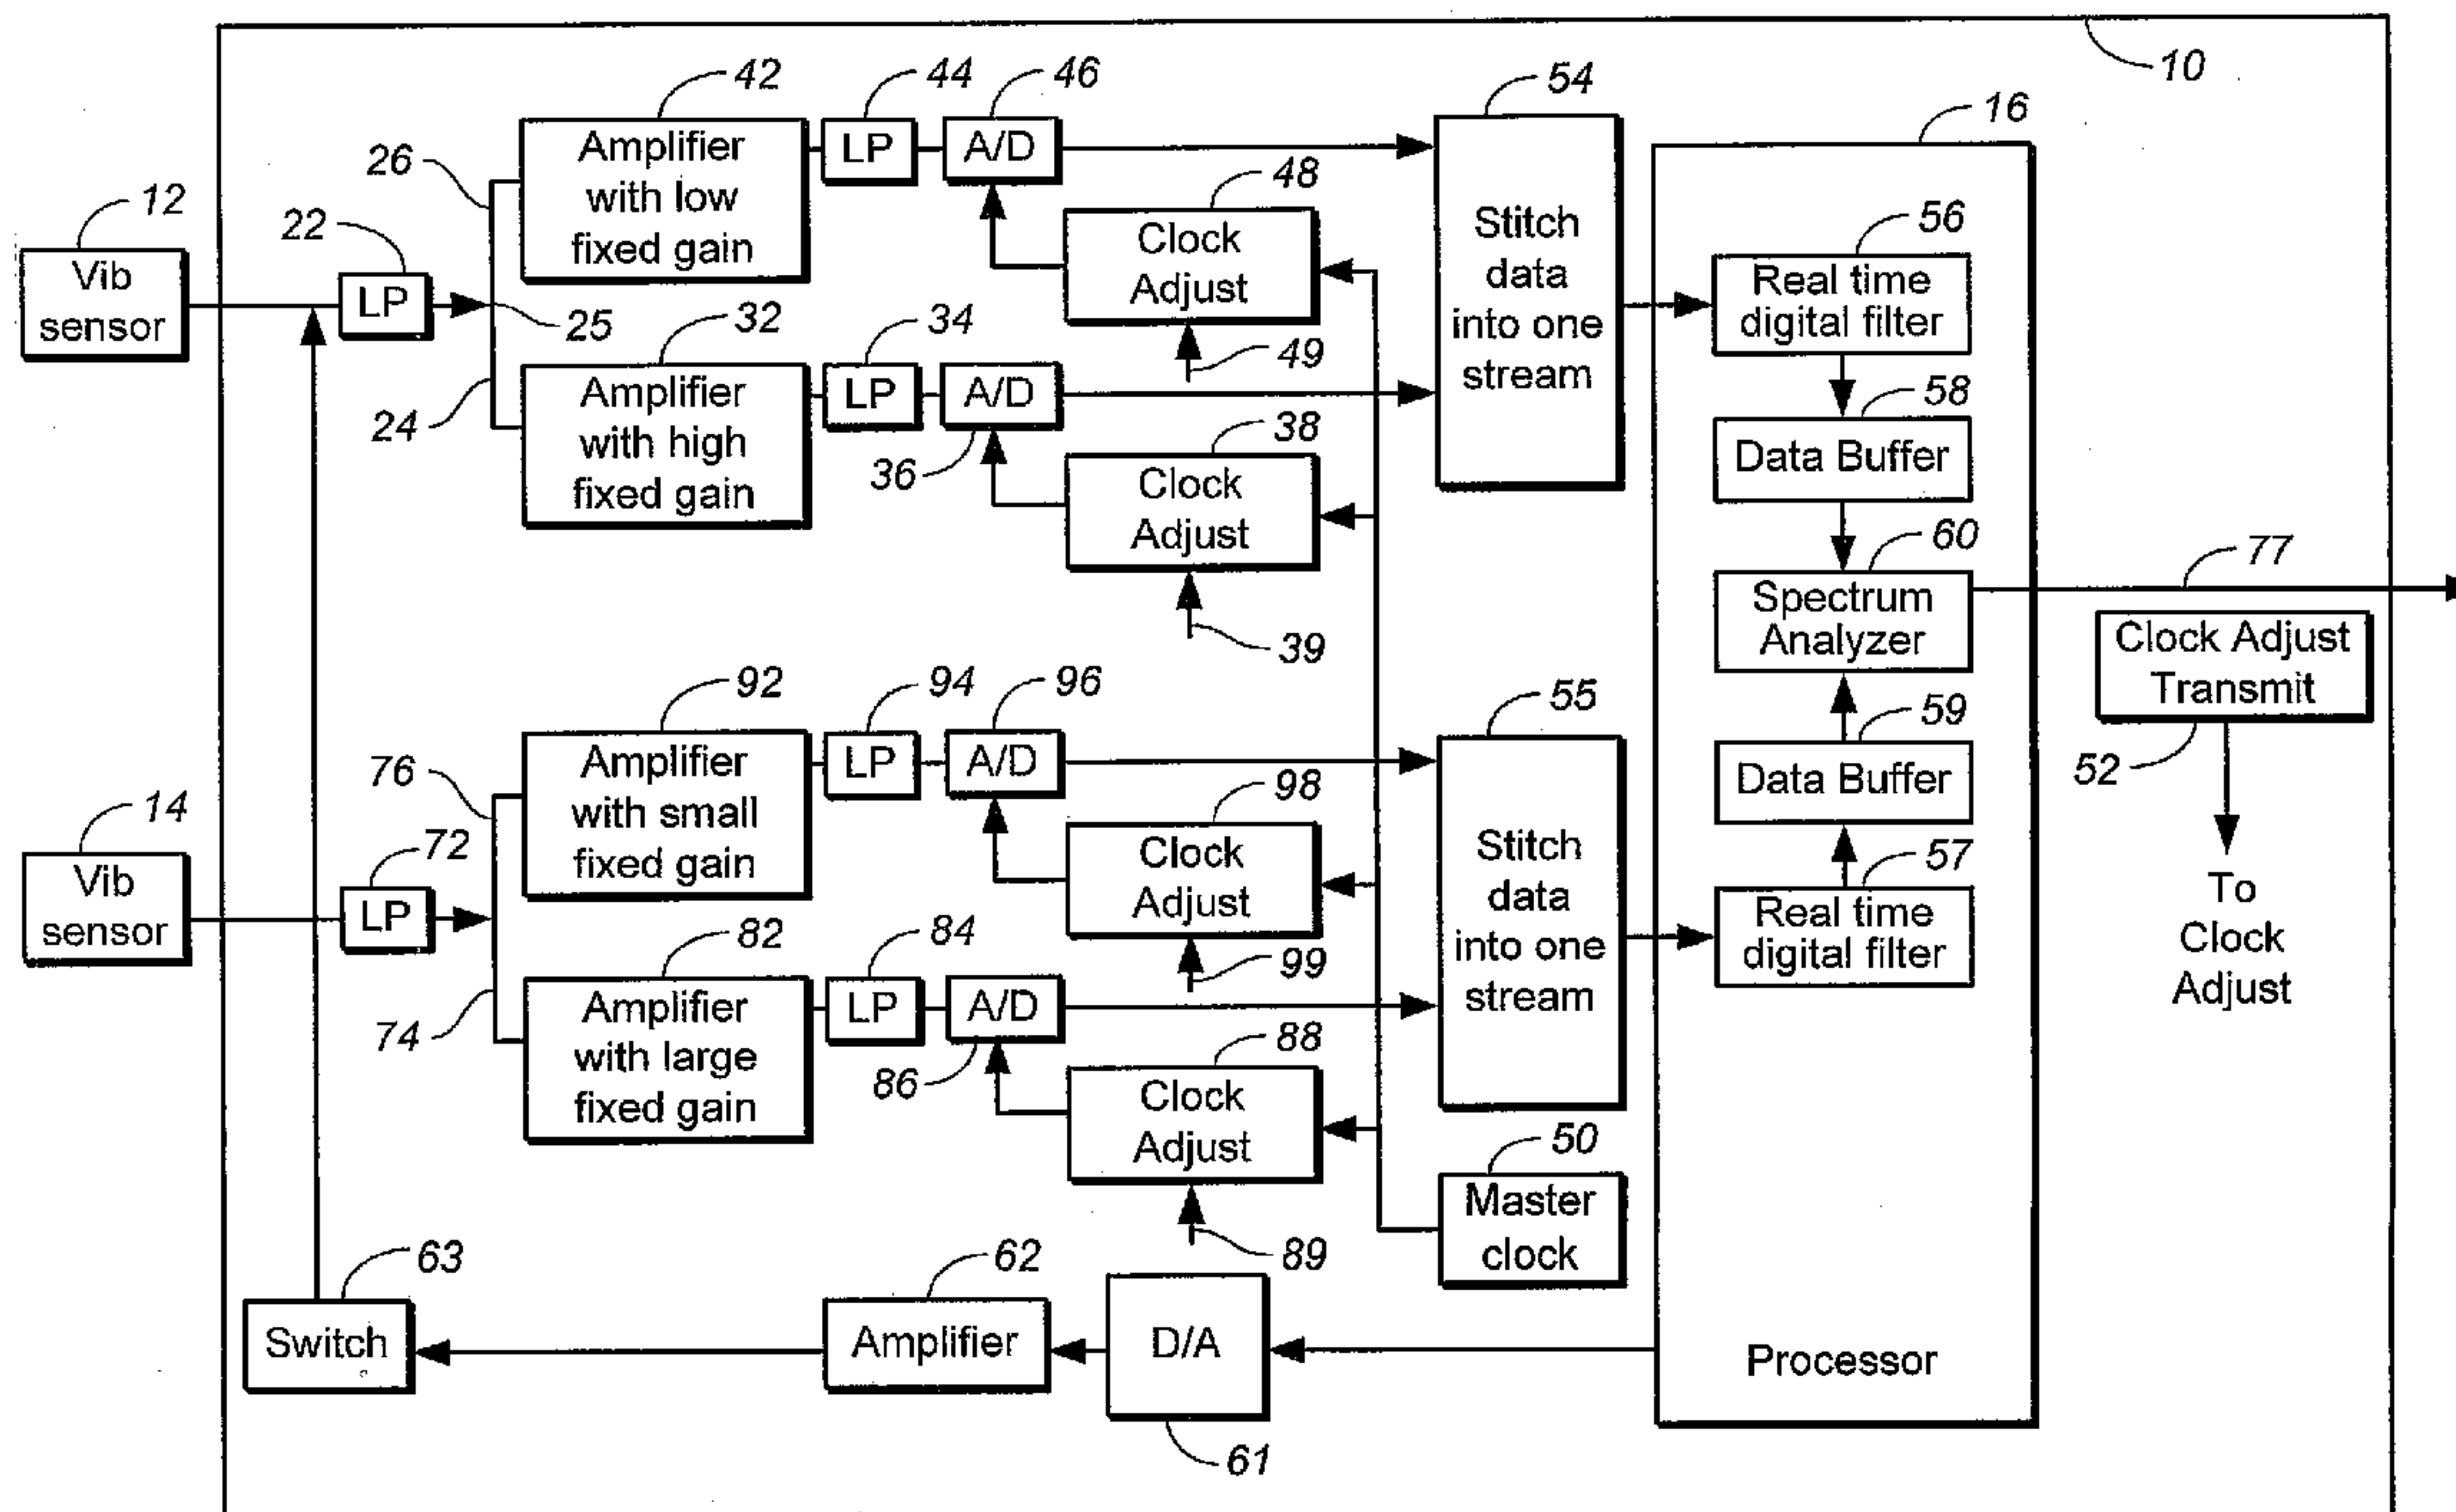 10
42
44
46
54
16
26
Amplifier
with low
fixed gain
LP
A/D
48
Clock
Adjust
49
12
Vib
sensor
22
LP
25
24
32
Amplifier
with high
fixed gain
34
LP
A/D
36
38
Clock
Adjust
39
Stitch
data
into one
stream
56
Real time
digital filter
58
Data Buffer
60
Spectrum
Analyzer
77
Clock Adjust
Transmit
52
To
Clock
Adjust
59
Data Buffer
57
Real time
digital filter
92
94
96
55
76
Amplifier
with small
fixed gain
LP
A/D
98
Clock
Adjust
99
14
Vib
sensor
72
LP
74
82
Amplifier
with large
fixed gain
84
LP
A/D
86
88
Clock
Adjust
89
Stitch
data
into one
stream
50
Master
clock
63
Switch
62
Amplifier
D/A
61
Processor